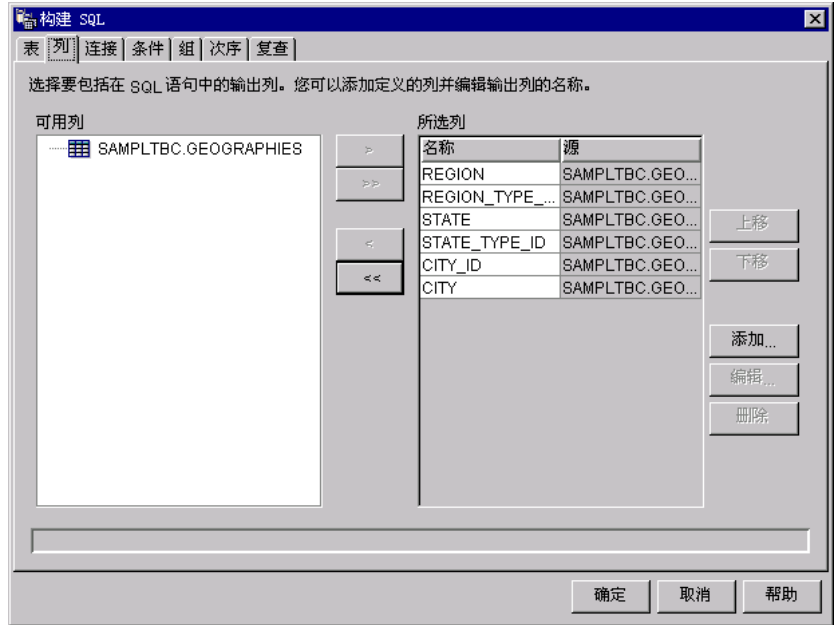 构建 SQL
表 列 连接 条件 组 次序 复查
选择要包括在 SQL 语句中的输出列。您可以添加定义的列并编辑输出列的名称。
可用列
SAMPLTBC.GEOGRAPHIES
>
>>
<
<<
所选列
名称 源
REGION SAMPLTBC.GEO...
REGION_TYPE_... SAMPLTBC.GEO...
STATE SAMPLTBC.GEO...
STATE_TYPE_ID SAMPLTBC.GEO...
CITY_ID SAMPLTBC.GEO...
CITY SAMPLTBC.GEO...
上移
下移
添加...
编辑...
删除
确定 取消 帮助